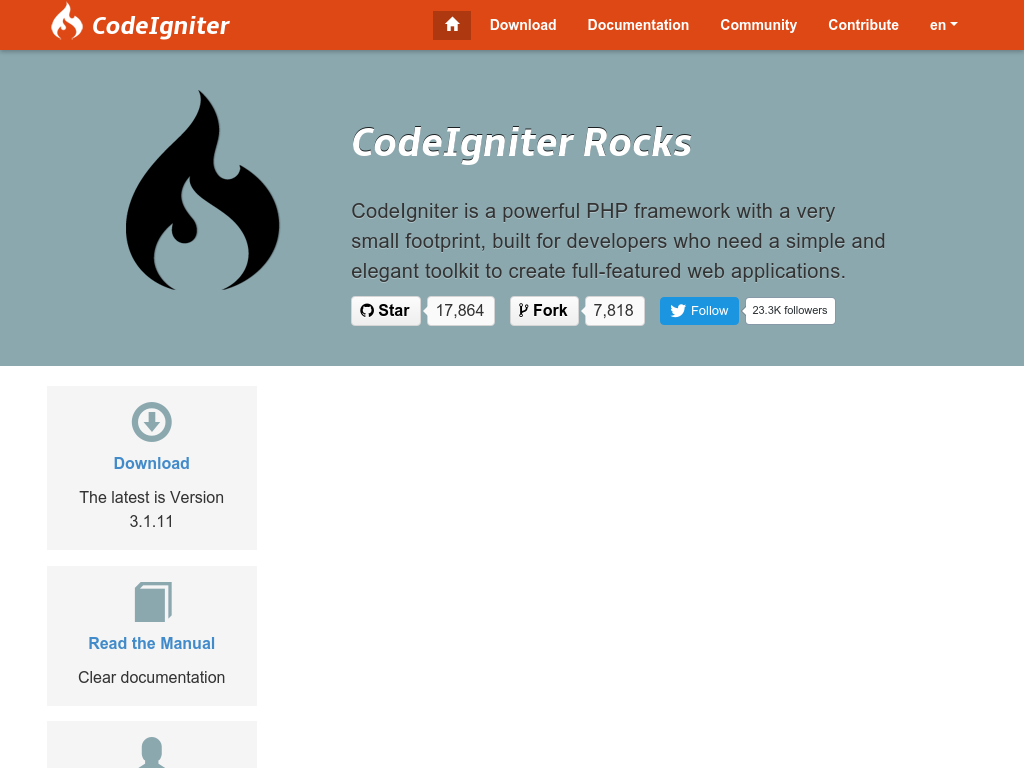 CodeIgniter
Download
Documentation
Community
Contribute
en
CodeIgniter Rocks
CodeIgniter is a powerful PHP framework with a very
small footprint, built for developers who need a simple and
elegant toolkit to create full-featured web applications.
Star
17,864
Fork
7,818
Follow
23.3K followers
Download
The latest is Version
3.1.11
Read the Manual
Clear documentation